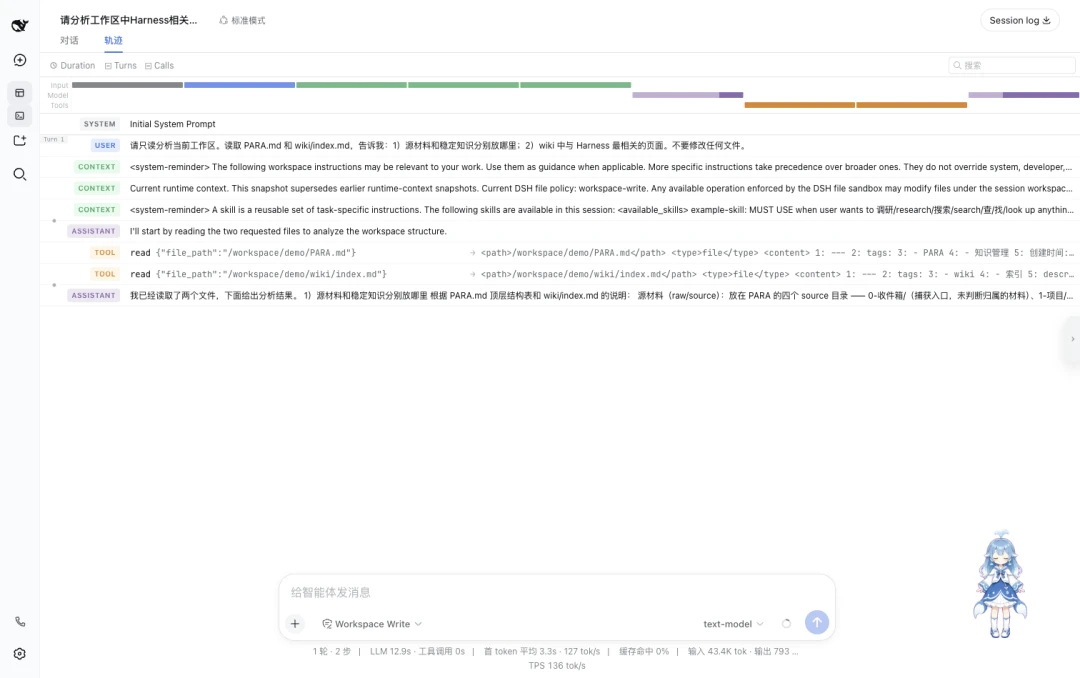 请分析工作区中Harness相关... 标准模式 Session log
对话 轨迹
Duration Turns Calls 搜索
Input
Model
Tools
SYSTEM Initial System Prompt
Turn 1
USER 请只读分析当前工作区。读取 PARA.md 和 wiki/index.md，告诉我：1）源材料和稳定知识分别放哪里；2）wiki 中与 Harness 最相关的页面。不要修改任何文件。
CONTEXT <system-reminder> The following workspace instructions may be relevant to your work. Use them as guidance when applicable. More specific instructions take precedence over broader ones. They do not override system, developer,...
CONTEXT Current runtime context. This snapshot supersedes earlier runtime-context snapshots. Current DSH file policy: workspace-write. Any available operation enforced by the DSH file sandbox may modify files under the session workspac...
CONTEXT <system-reminder> A skill is a reusable set of task-specific instructions. The following skills are available in this session: <available_skills> example-skill: MUST USE when user wants to 调研/research/搜索/search/查/找/look up anythin...
ASSISTANT I'll start by reading the two requested files to analyze the workspace structure.
TOOL read {"file_path":"/workspace/demo/PARA.md"} → <path>/workspace/demo/PARA.md</path> <type>file</type> <content> 1: --- 2: tags: 3: - PARA 4: - 知识管理 5: 创建时间:...
TOOL read {"file_path":"/workspace/demo/wiki/index.md"} → <path>/workspace/demo/wiki/index.md</path> <type>file</type> <content> 1: --- 2: tags: 3: - wiki 4: - 索引 5: descr...
ASSISTANT 我已经读取了两个文件，下面给出分析结果。 1）源材料和稳定知识分别放哪里 根据 PARA.md 顶层结构表和 wiki/index.md 的说明： 源材料（raw/source）：放在 PARA 的四个 source 目录 —— 0-收件箱/（捕获入口，未判断归属的材料）、1-项目/...
给智能体发消息
Workspace Write text-model
1 轮 · 2 步 | LLM 12.9s · 工具调用 0s | 首 token 平均 3.3s · 127 tok/s | 缓存命中 0% | 输入 43.4K tok · 输出 793 ...
TPS 136 tok/s